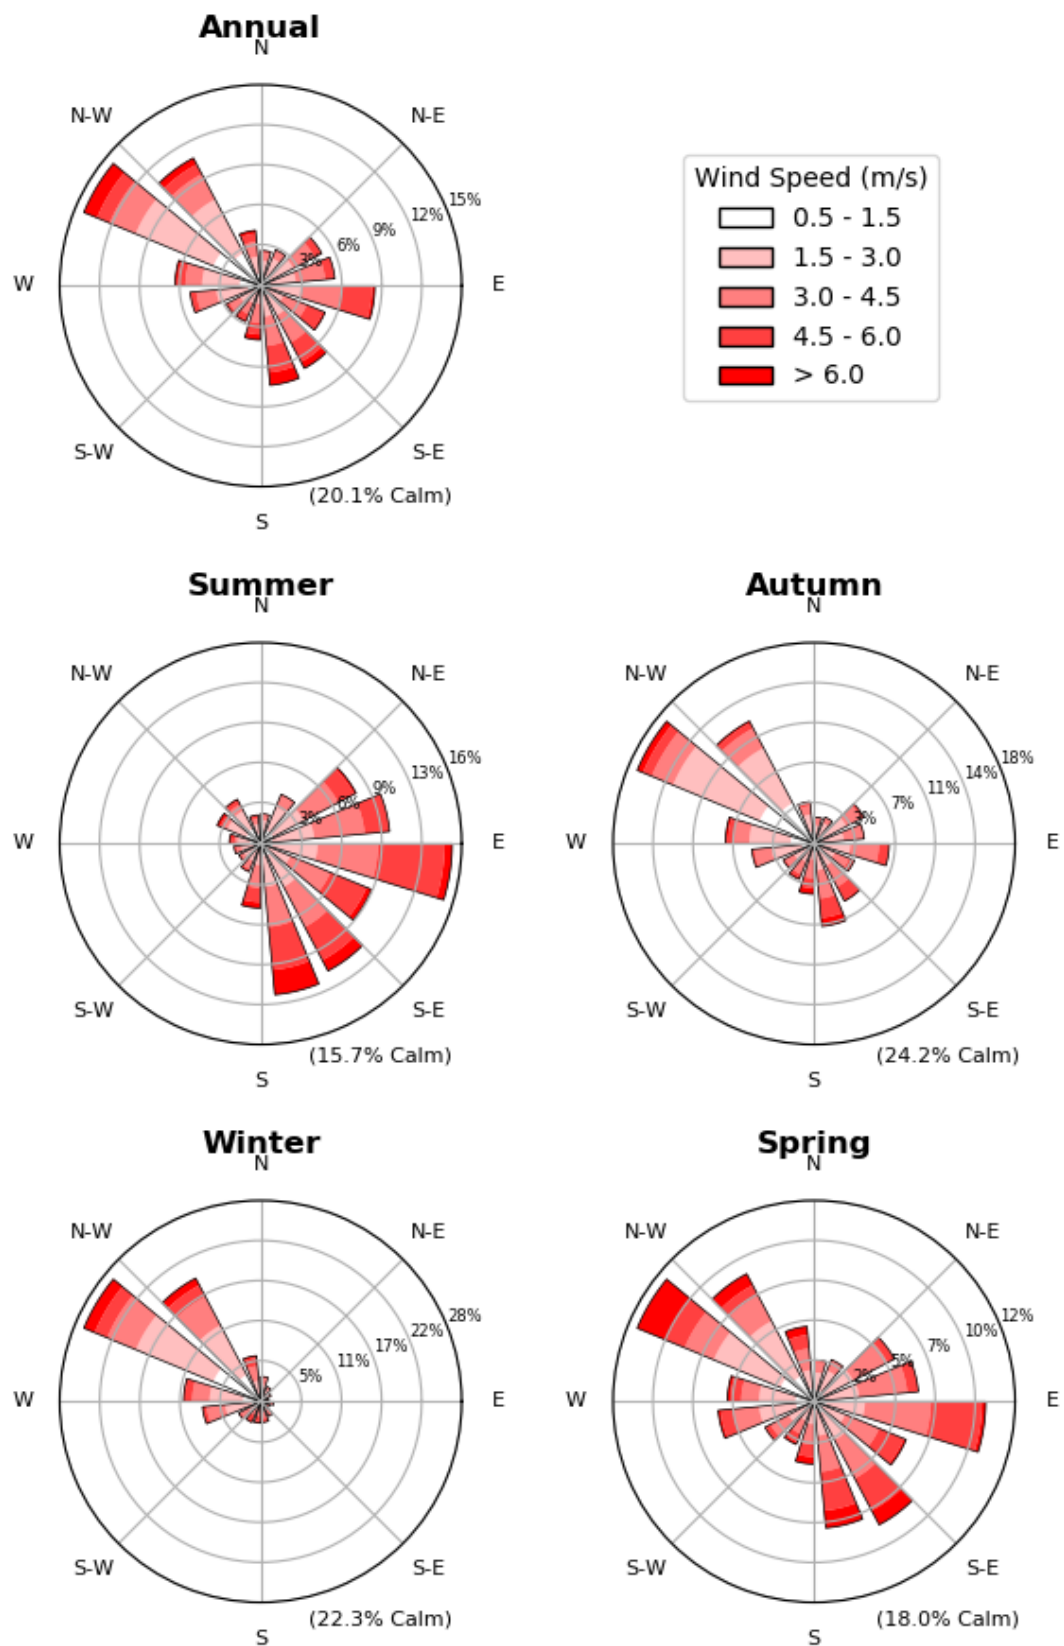 Annual
N
N-W
N-E
15%
12%
9%
6%
3%
W
E
S-W
S-E
(20.1% Calm)
S
Wind Speed (m/s)
0.5 - 1.5
1.5 - 3.0
3.0 - 4.5
4.5 - 6.0
> 6.0
Summer
N
N-W
N-E
16%
13%
9%
6%
3%
W
E
S-W
S-E
(15.7% Calm)
S
Autumn
N
N-W
N-E
18%
14%
11%
7%
3%
W
E
S-W
S-E
(24.2% Calm)
S
Winter
N
N-W
N-E
28%
22%
17%
11%
5%
W
E
S-W
S-E
(22.3% Calm)
S
Spring
N
N-W
N-E
12%
10%
7%
5%
2%
W
E
S-W
S-E
(18.0% Calm)
S